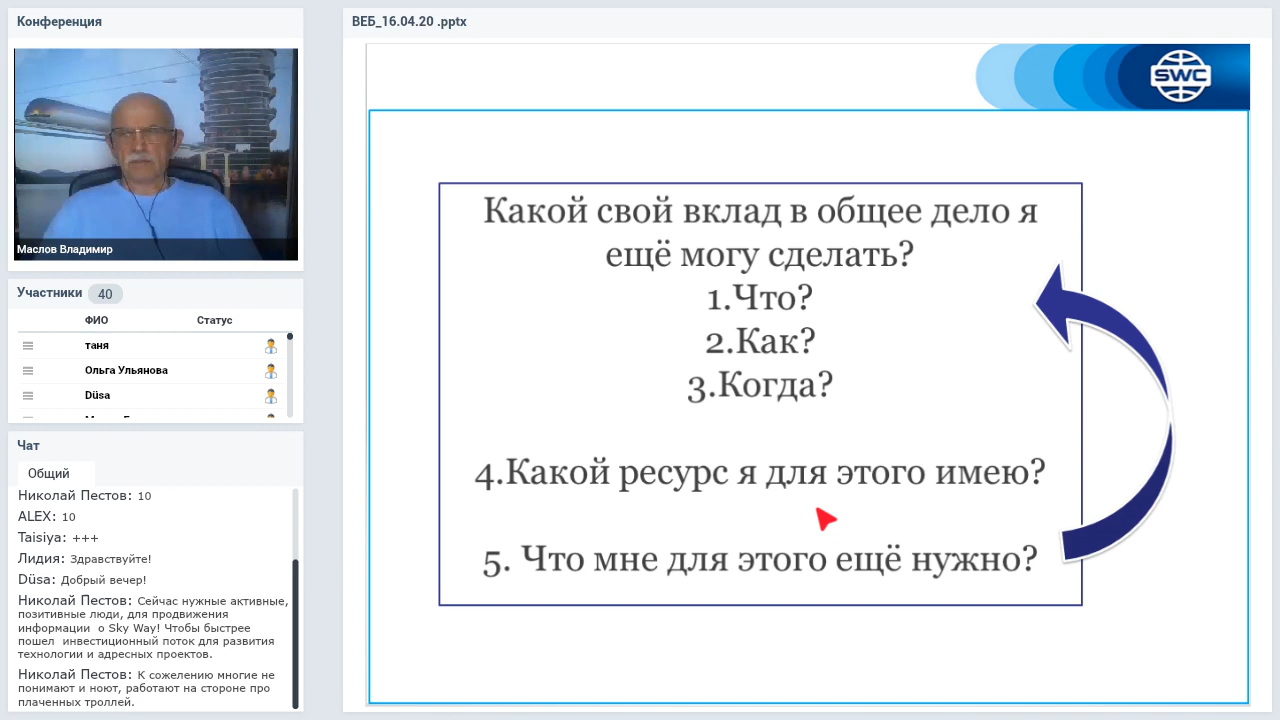 Конференция
Маслов Владимир
Участники 40
ФИО Статус
таня
Ольга Ульянова
Düsa
Чат
Общий
Николай Пестов: 10
ALEX: 10
Taisiya: +++
Лидия: Здравствуйте!
Düsa: Добрый вечер!
Николай Пестов: Сейчас нужные активные,
позитивные люди, для продвижения
информации о Sky Way! Чтобы быстрее
пошел инвестиционный поток для развития
технологии и адресных проектов.
Николай Пестов: К сожелению многие не
понимают и ноют, работают на стороне про
плаченных троллей.
ВЕБ_16.04.20 .pptx
SWC
Какой свой вклад в общее дело я
ещё могу сделать?
1.Что?
2.Как?
3.Когда?
4.Какой ресурс я для этого имею?
5. Что мне для этого ещё нужно?